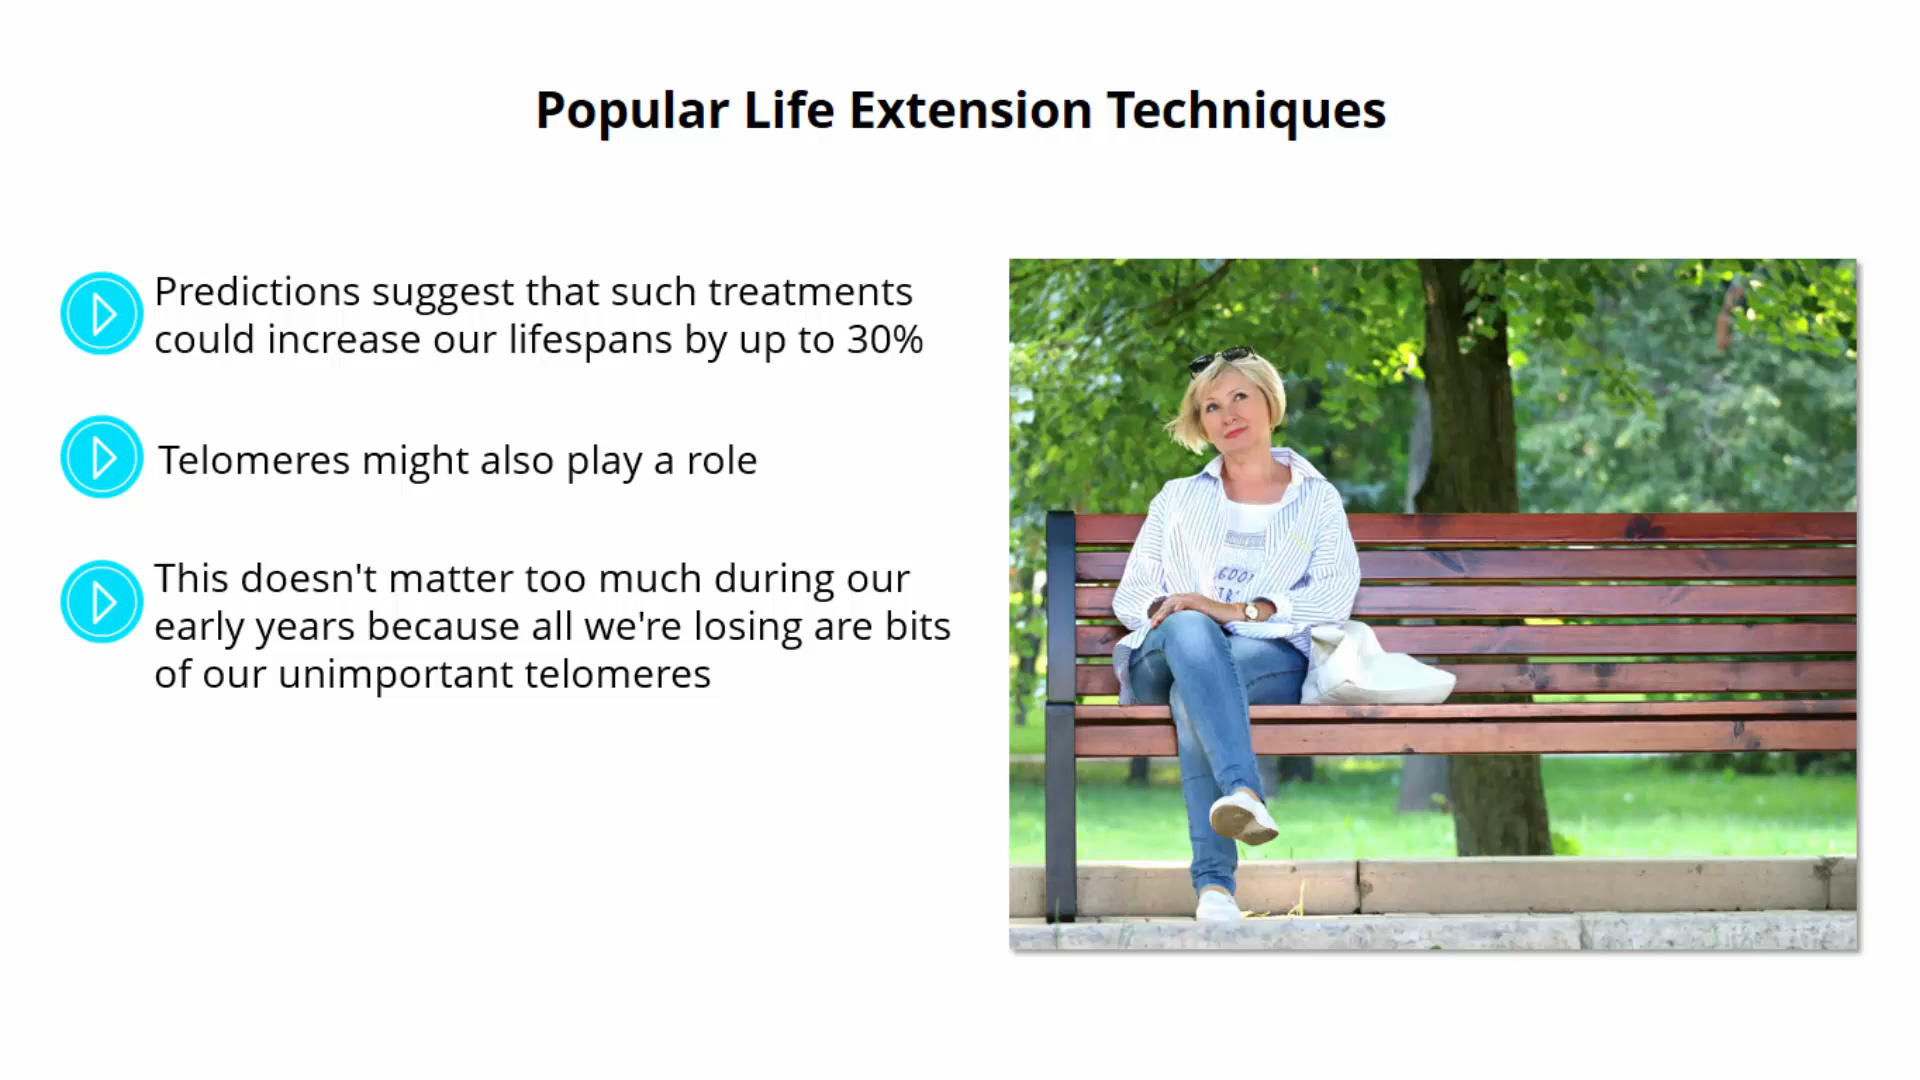 Popular Life Extension Techniques
Predictions suggest that such treatments
could increase our lifespans by up to 30%
Telomeres might also play a role
This doesn't matter too much during our
early years because all we're losing are bits
of our unimportant telomeres